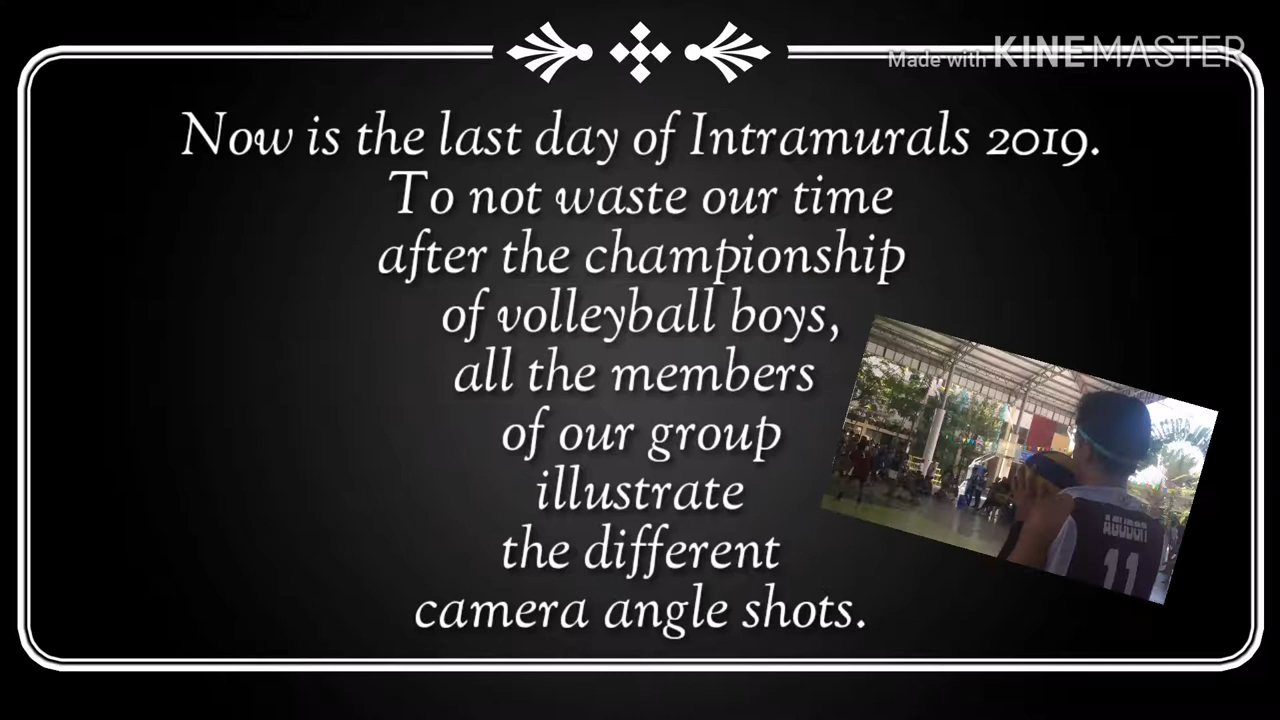 Made with KINEMASTER
Now is the last day of Intramurals 2019.
To not waste our time
after the championship
of volleyball boys,
all the members
of our group
illustrate
the different
camera angle shots.
11